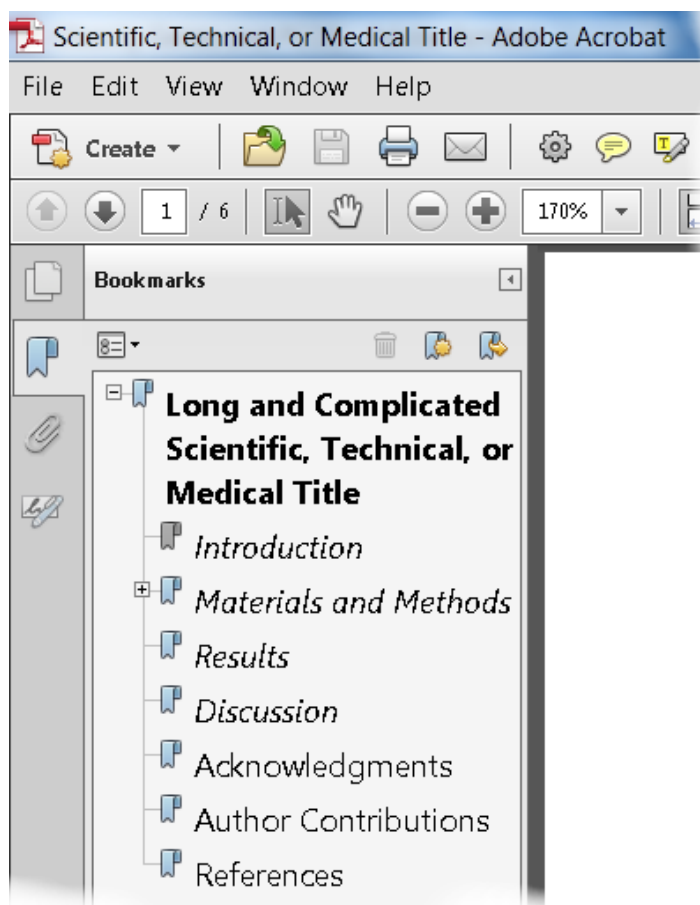 Scientific, Technical, or Medical Title - Adobe Acrobat
File Edit View Window Help
Create
1 / 6 170%
Bookmarks
Long and Complicated
Scientific, Technical, or
Medical Title
Introduction
Materials and Methods
Results
Discussion
Acknowledgments
Author Contributions
References